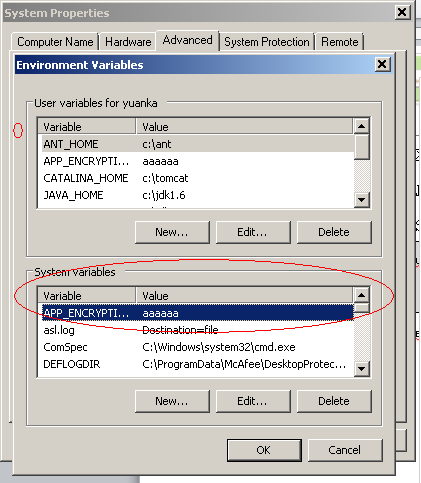 System Properties
Computer Name Hardware Advanced System Protection Remote
Environment Variables
User variables for yuanka
Variable Value
ANT_HOME c:\ant
APP_ENCRYPTI... aaaaaa
CATALINA_HOME c:\tomcat
JAVA_HOME c:\jdk1.6
New... Edit... Delete
System variables
Variable Value
APP_ENCRYPTI... aaaaaa
asl.log Destination=file
ComSpec C:\Windows\system32\cmd.exe
DEFLOGDIR C:\ProgramData\McAfee\DesktopProtec...
New... Edit... Delete
OK Cancel